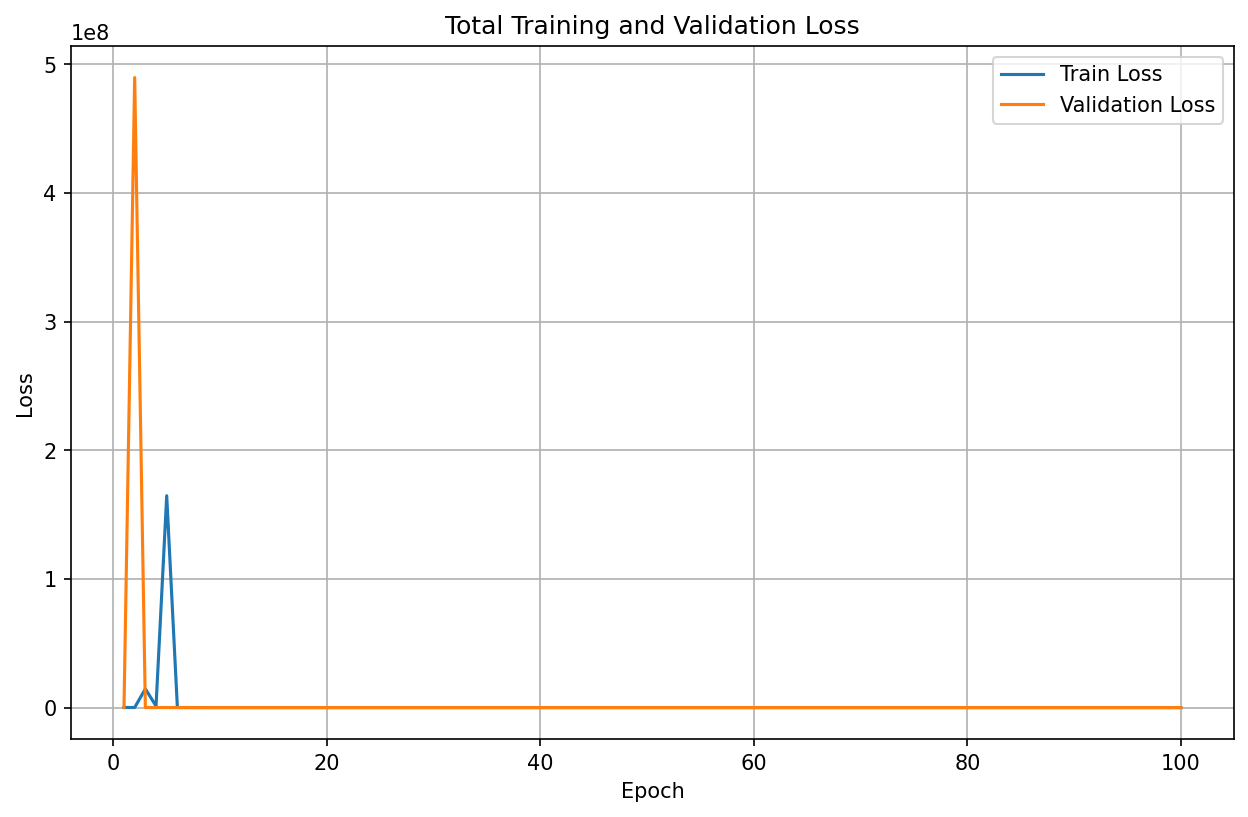 Total Training and Validation Loss
1e8
5
4
3
2
1
0
Loss
Train Loss
Validation Loss
0 20 40 60 80 100
Epoch